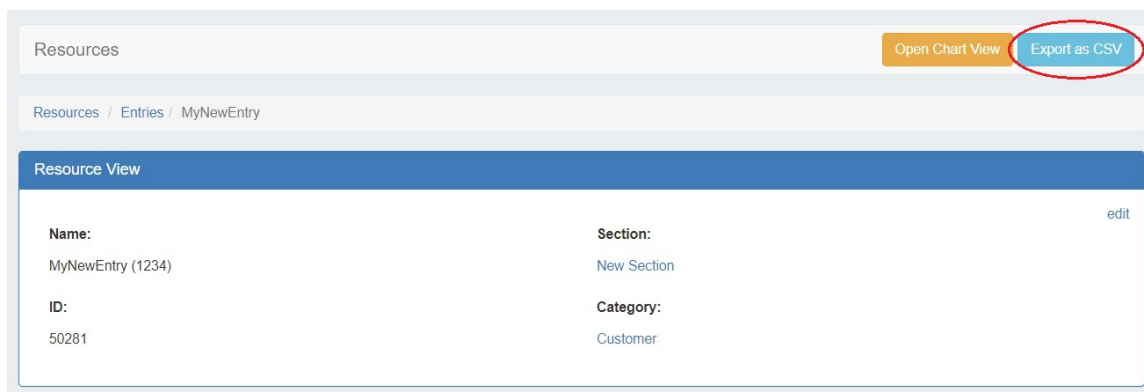 Resources
Open Chart View
Export as CSV
Resources / Entries / MyNewEntry
Resource View
edit
Name:
MyNewEntry (1234)
ID:
50281
Section:
New Section
Category:
Customer